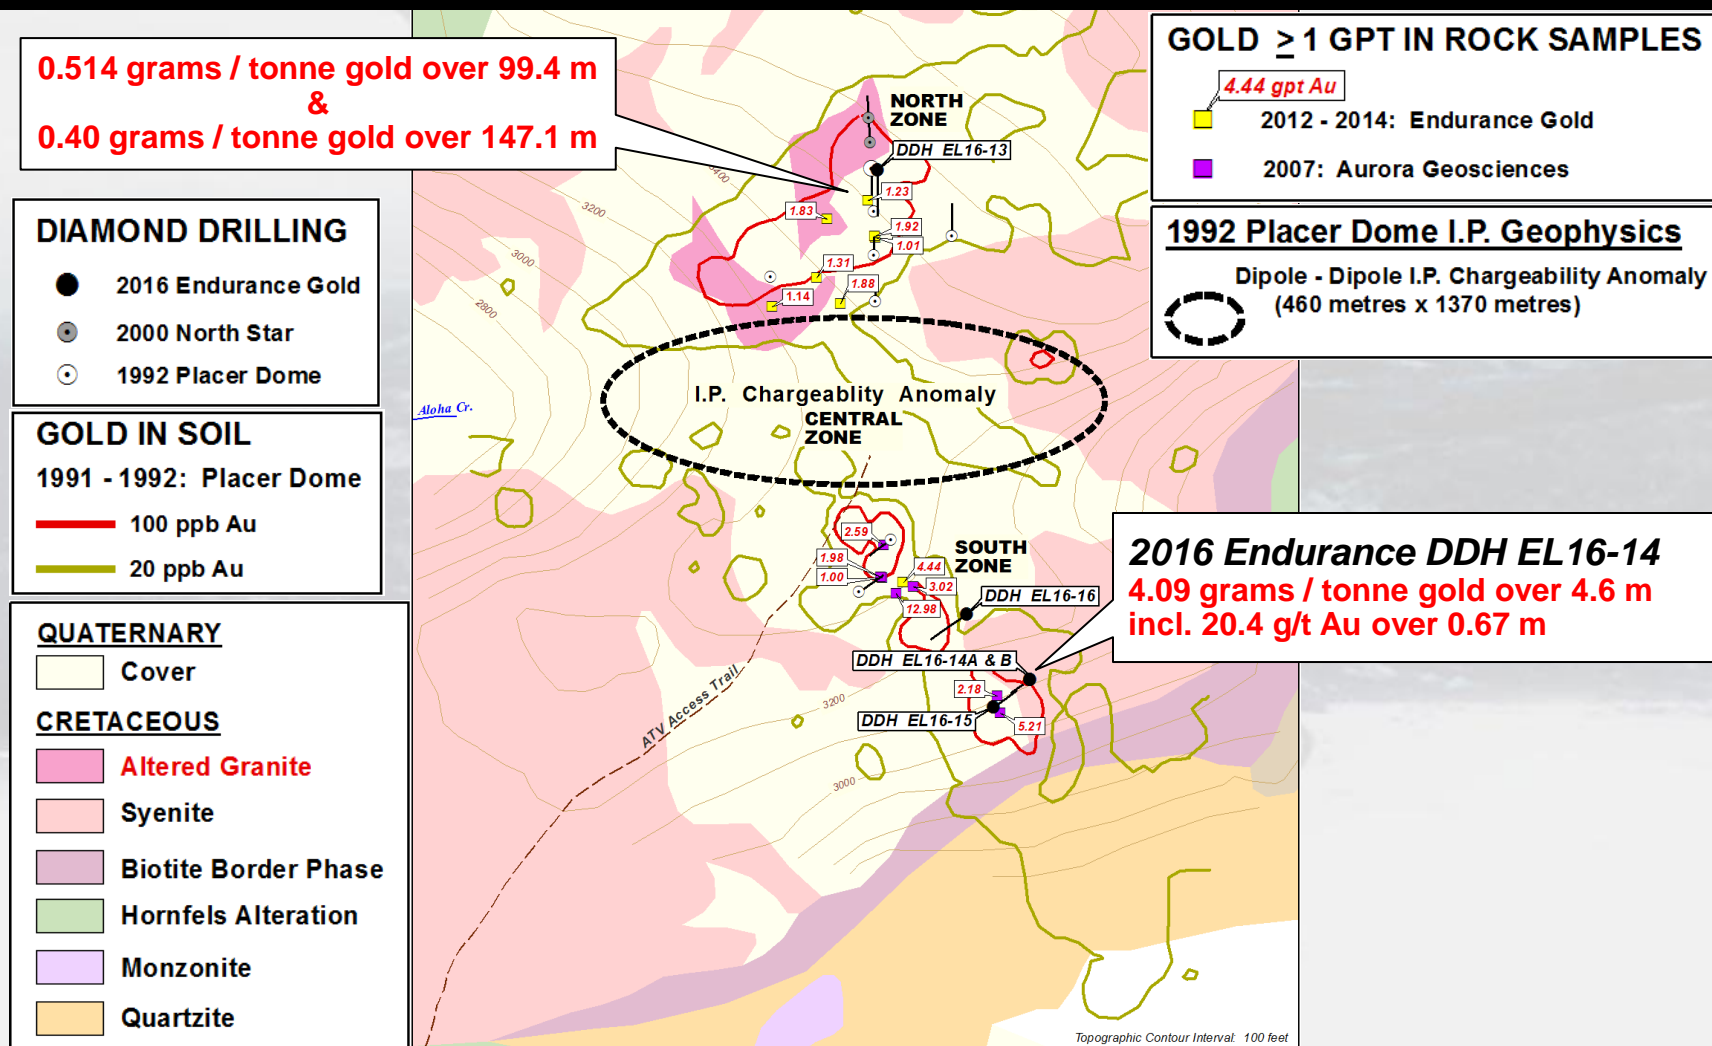 0.514 grams / tonne gold over 99.4 m
&
0.40 grams / tonne gold over 147.1 m
DIAMOND DRILLING
2016 Endurance Gold
2000 North Star
1992 Placer Dome
GOLD IN SOIL
1991 - 1992: Placer Dome
100 ppb Au
20 ppb Au
QUATERNARY
Cover
CRETACEOUS
Altered Granite
Syenite
Biotite Border Phase
Hornfels Alteration
Monzonite
Quartzite
NORTH
ZONE
DDH EL16-13
3200
3000
2800
1.23
1.83
1.92
1.01
1.31
1.88
1.14
Aloha Cr.
I.P. Chargeablity Anomaly
CENTRAL
ZONE
2.59
1.98
1.00
SOUTH
ZONE
4.44
3.02
12.98
DDH EL16-16
DDH EL16-14A & B
2.18
DDH EL16-15
5.21
ATV Access Trail
3200
3000
Topographic Contour Interval: 100 feet
GOLD ≥ 1 GPT IN ROCK SAMPLES
4.44 gpt Au
2012 - 2014: Endurance Gold
2007: Aurora Geosciences
1992 Placer Dome I.P. Geophysics
Dipole - Dipole I.P. Chargeability Anomaly
(460 metres x 1370 metres)
2016 Endurance DDH EL16-14
4.09 grams / tonne gold over 4.6 m
incl. 20.4 g/t Au over 0.67 m